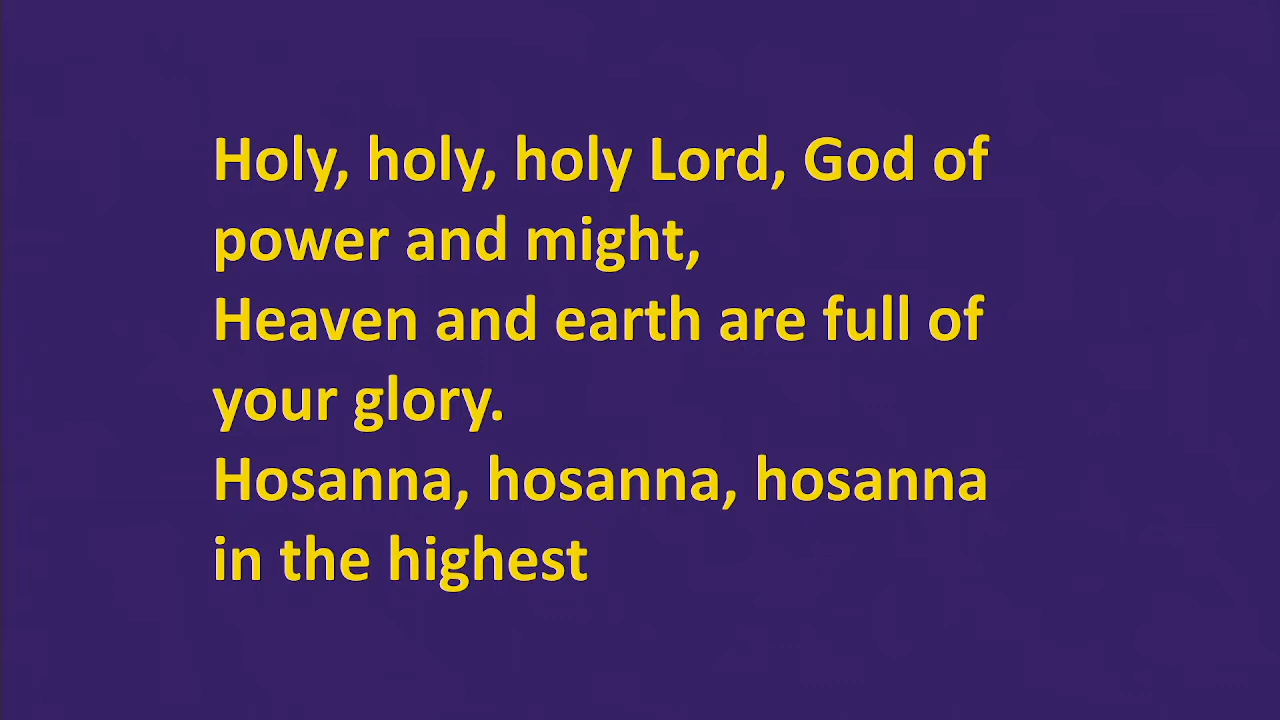 Holy, holy, holy Lord, God of
power and might,
Heaven and earth are full of
your glory.
Hosanna, hosanna, hosanna
in the highest